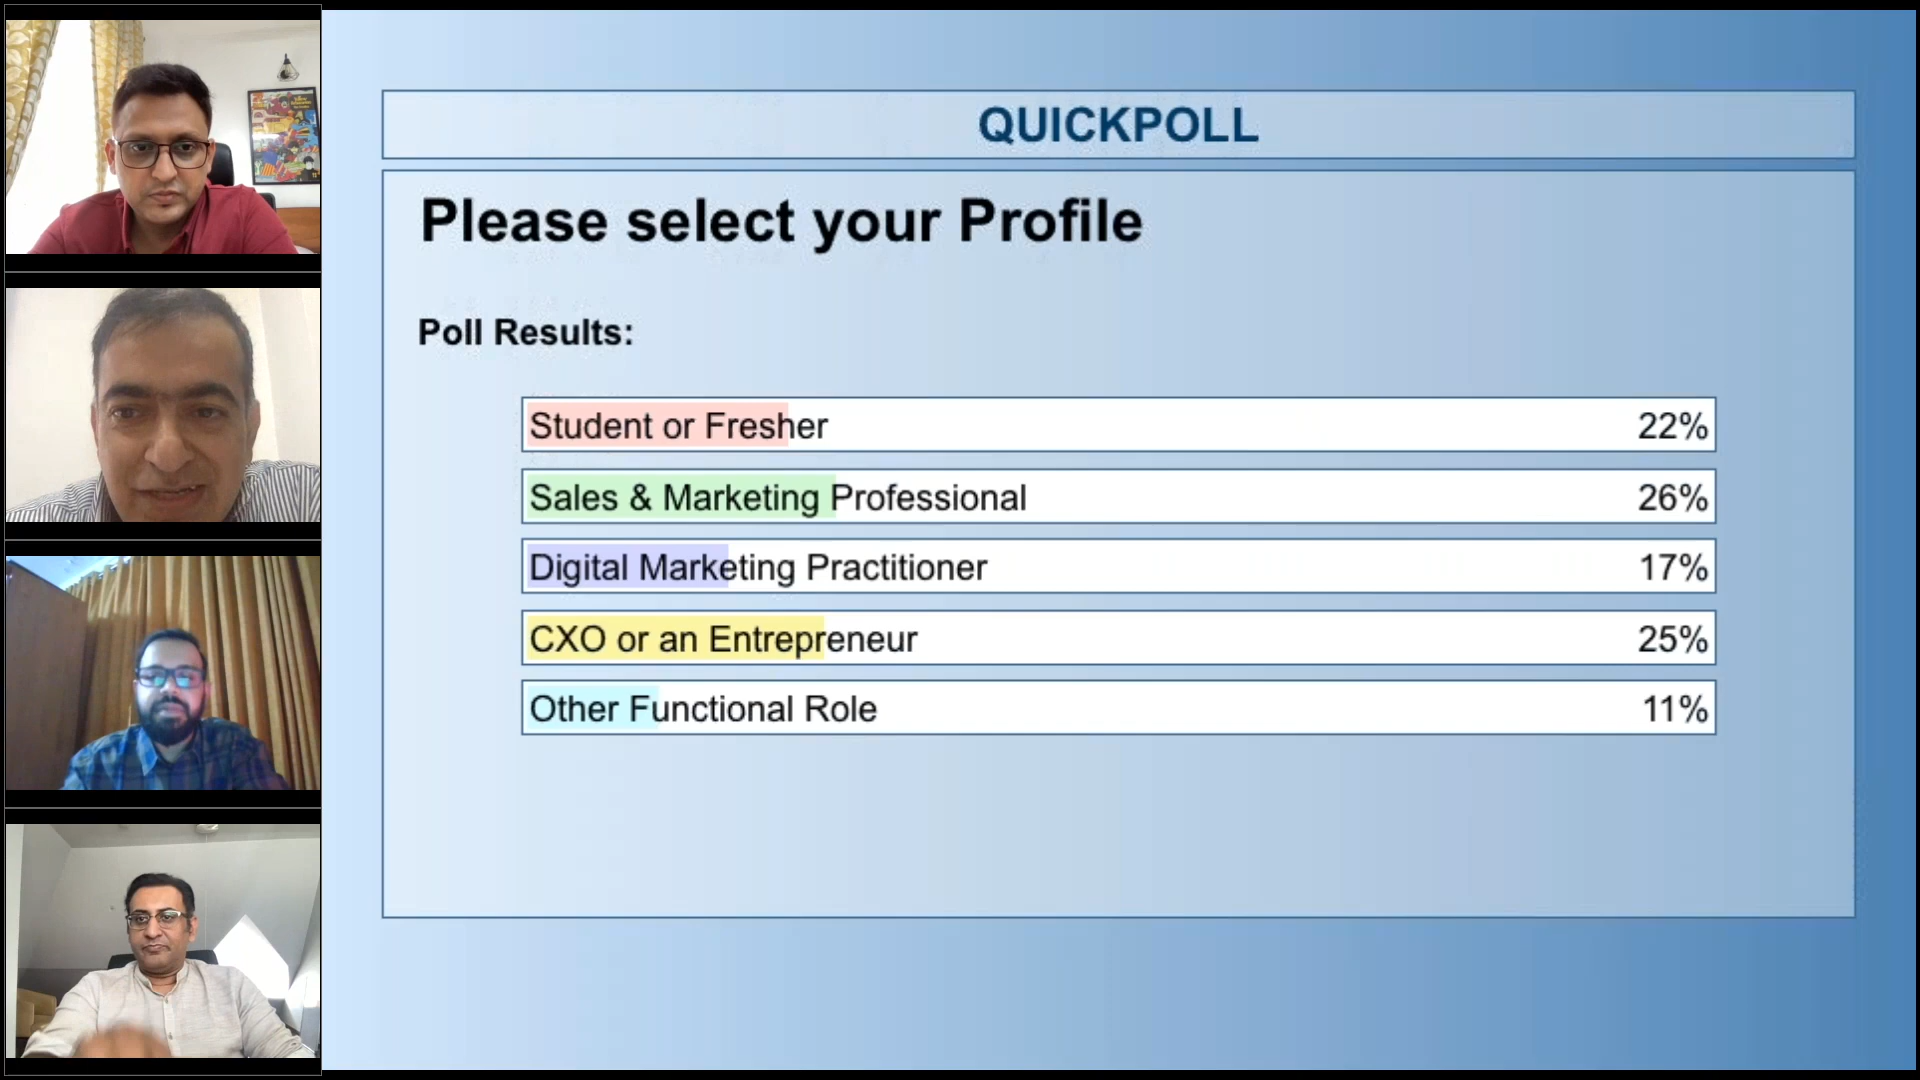 QUICKPOLL
Please select your Profile
Poll Results:
Student or Fresher 22%
Sales & Marketing Professional 26%
Digital Marketing Practitioner 17%
CXO or an Entrepreneur 25%
Other Functional Role 11%